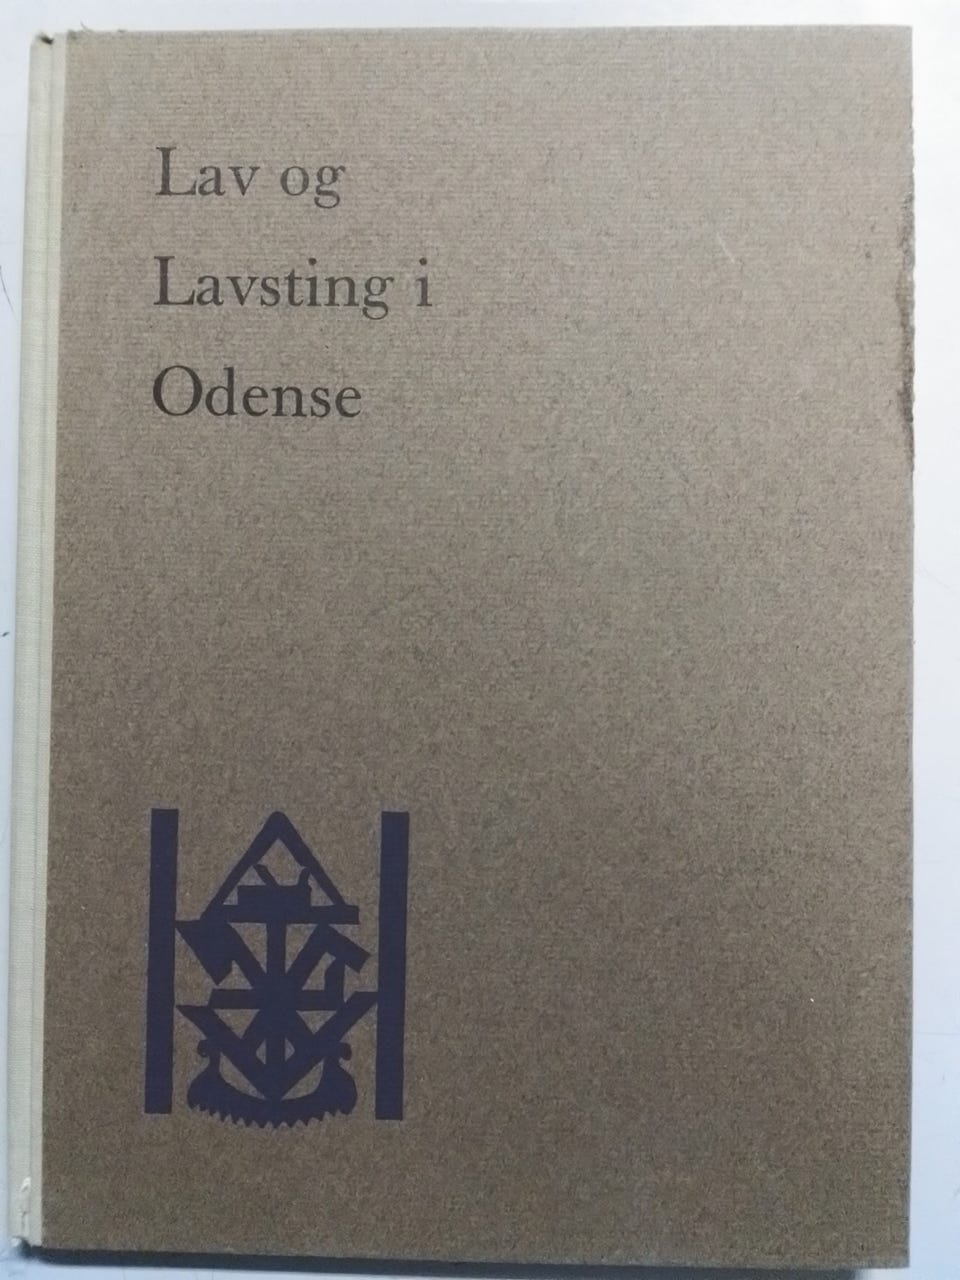 Lav og
Lavsting i
Odense